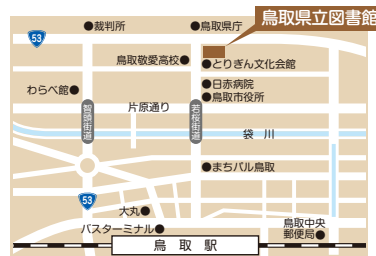 鳥取県立図書館
●裁判所
●鳥取県庁
53
鳥取敬愛高校●
●とりぎん文化会館
わらべ館●
●日赤病院
●鳥取市役所
智頭街道
片原通り
若桜街道
袋川
●まちパル鳥取
53
大丸●
バスターミナル●
鳥取中央
郵便局●
鳥取駅